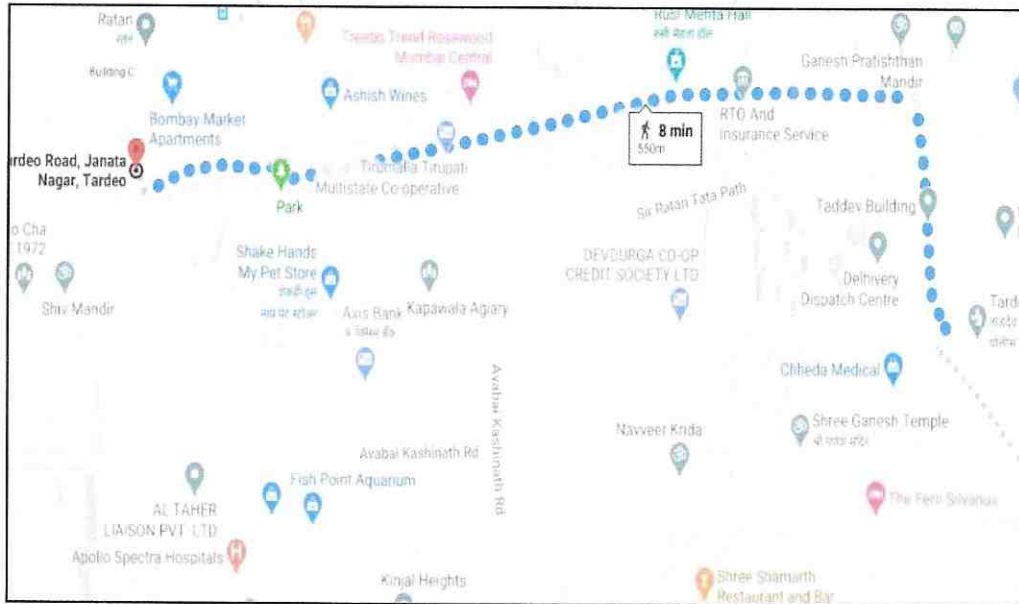 Ratan
Building C
Bombay Market
Apartments
Ashish Wines
Treebo Trend Rosewood
Mumbai Central
Rusi Mehta Hall
रुसी मेहता हॉल
Ganesh Pratishthan
Mandir
RTO And
Insurance Service
8 min
550m
ardeo Road, Janata
Nagar, Tardeo
Park
Tirumalla Tirupati
Multistate Co-operative
Sir Ratan Tata Path
Taddev Building
o Cha
1972
Shiv Mandir
Shake Hands
My Pet Store
Axis Bank
Kapawala Agiary
DEVDURGA CO-OP
CREDIT SOCIETY LTD
Delhivery
Dispatch Centre
Tard
Chheda Medical
Avabai Kashinath Rd
Avabai Kashinath Rd
Navveer Krida
Shree Ganesh Temple
श्री गणेश मंदिर
Fish Point Aquarium
AL TAHER
LIAISON PVT. LTD
Apollo Spectra Hospitals
The Fern
Kinjal Heights
Shree Shamarth
Restaurant and Bar